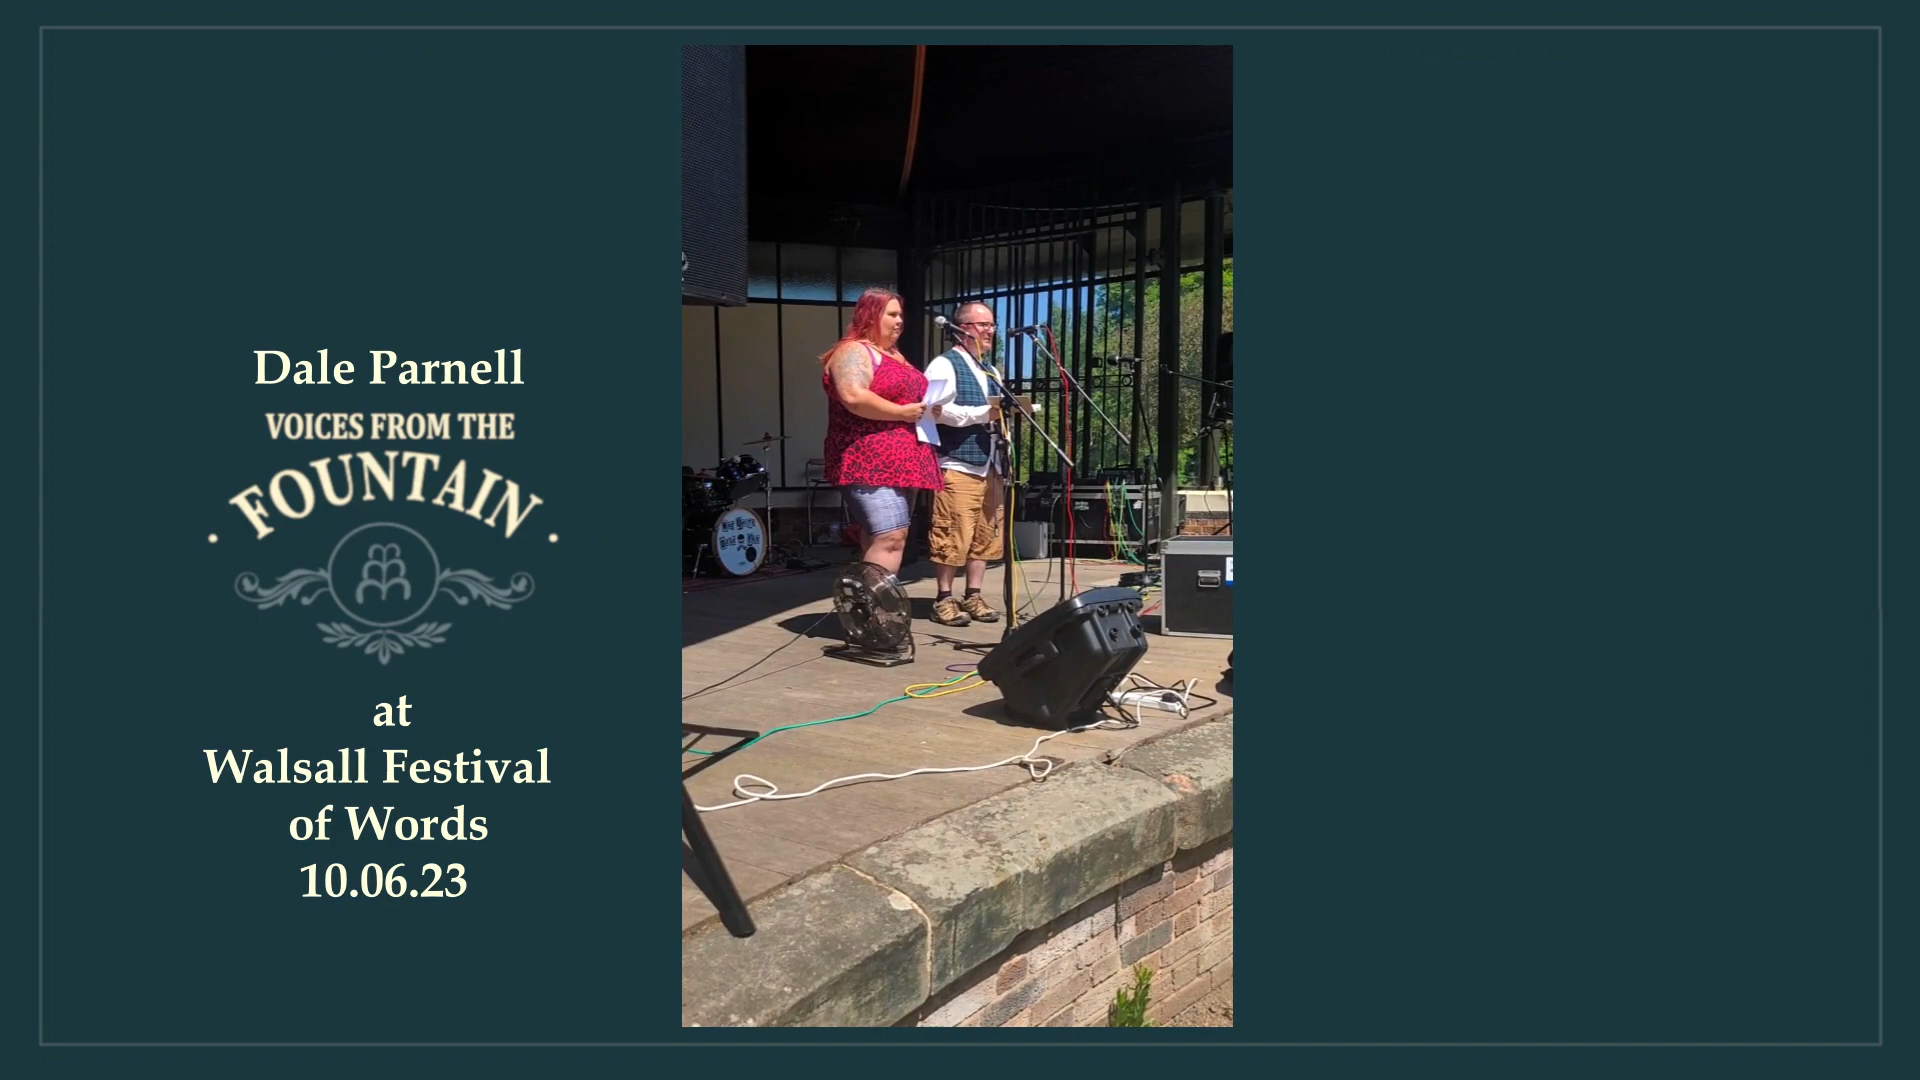 Dale Parnell
VOICES FROM THE
FOUNTAIN
at
Walsall Festival
of Words
10.06.23